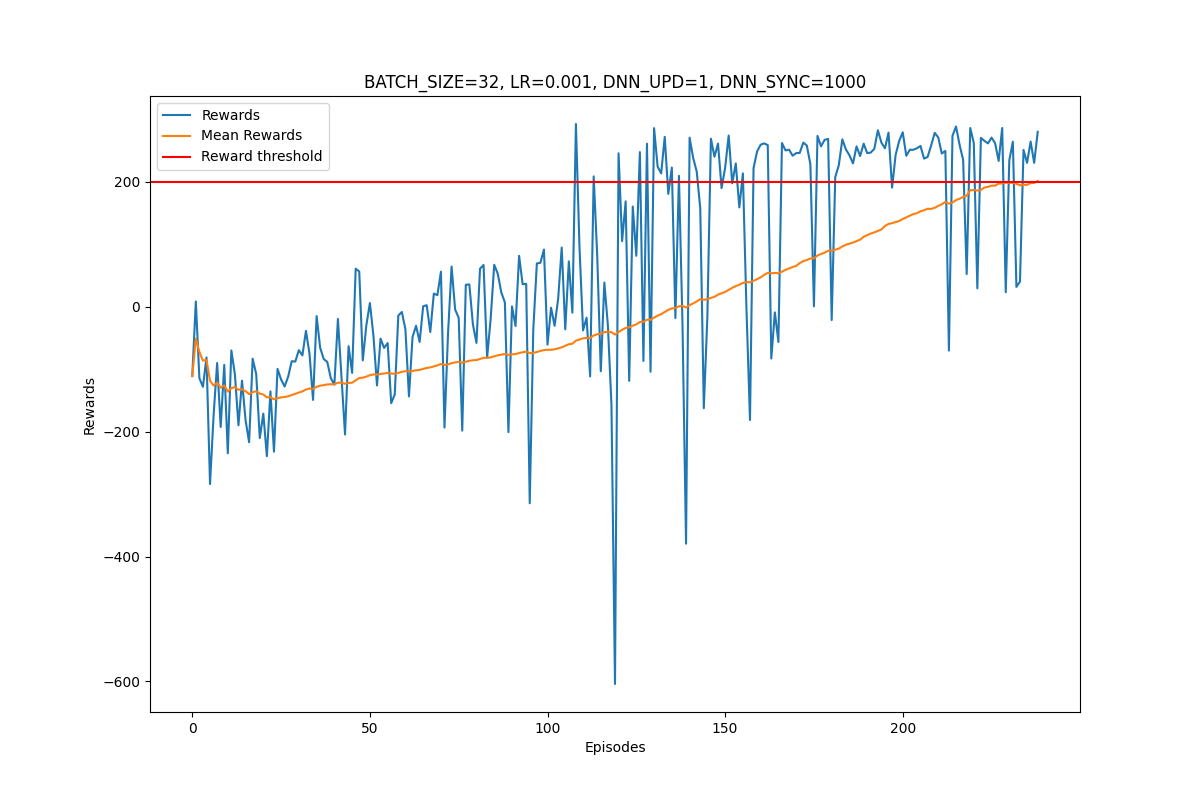 BATCH_SIZE=32, LR=0.001, DNN_UPD=1, DNN_SYNC=1000
Rewards
Mean Rewards
Reward threshold
200
0
−200
−400
−600
Rewards
0 50 100 150 200
Episodes